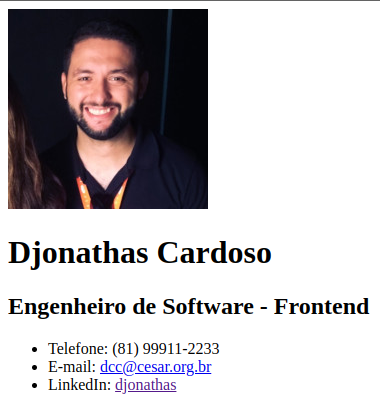 Djonathas Cardoso
Engenheiro de Software - Frontend
Telefone: (81) 99911-2233
E-mail: dcc@cesar.org.br
LinkedIn: djonathas